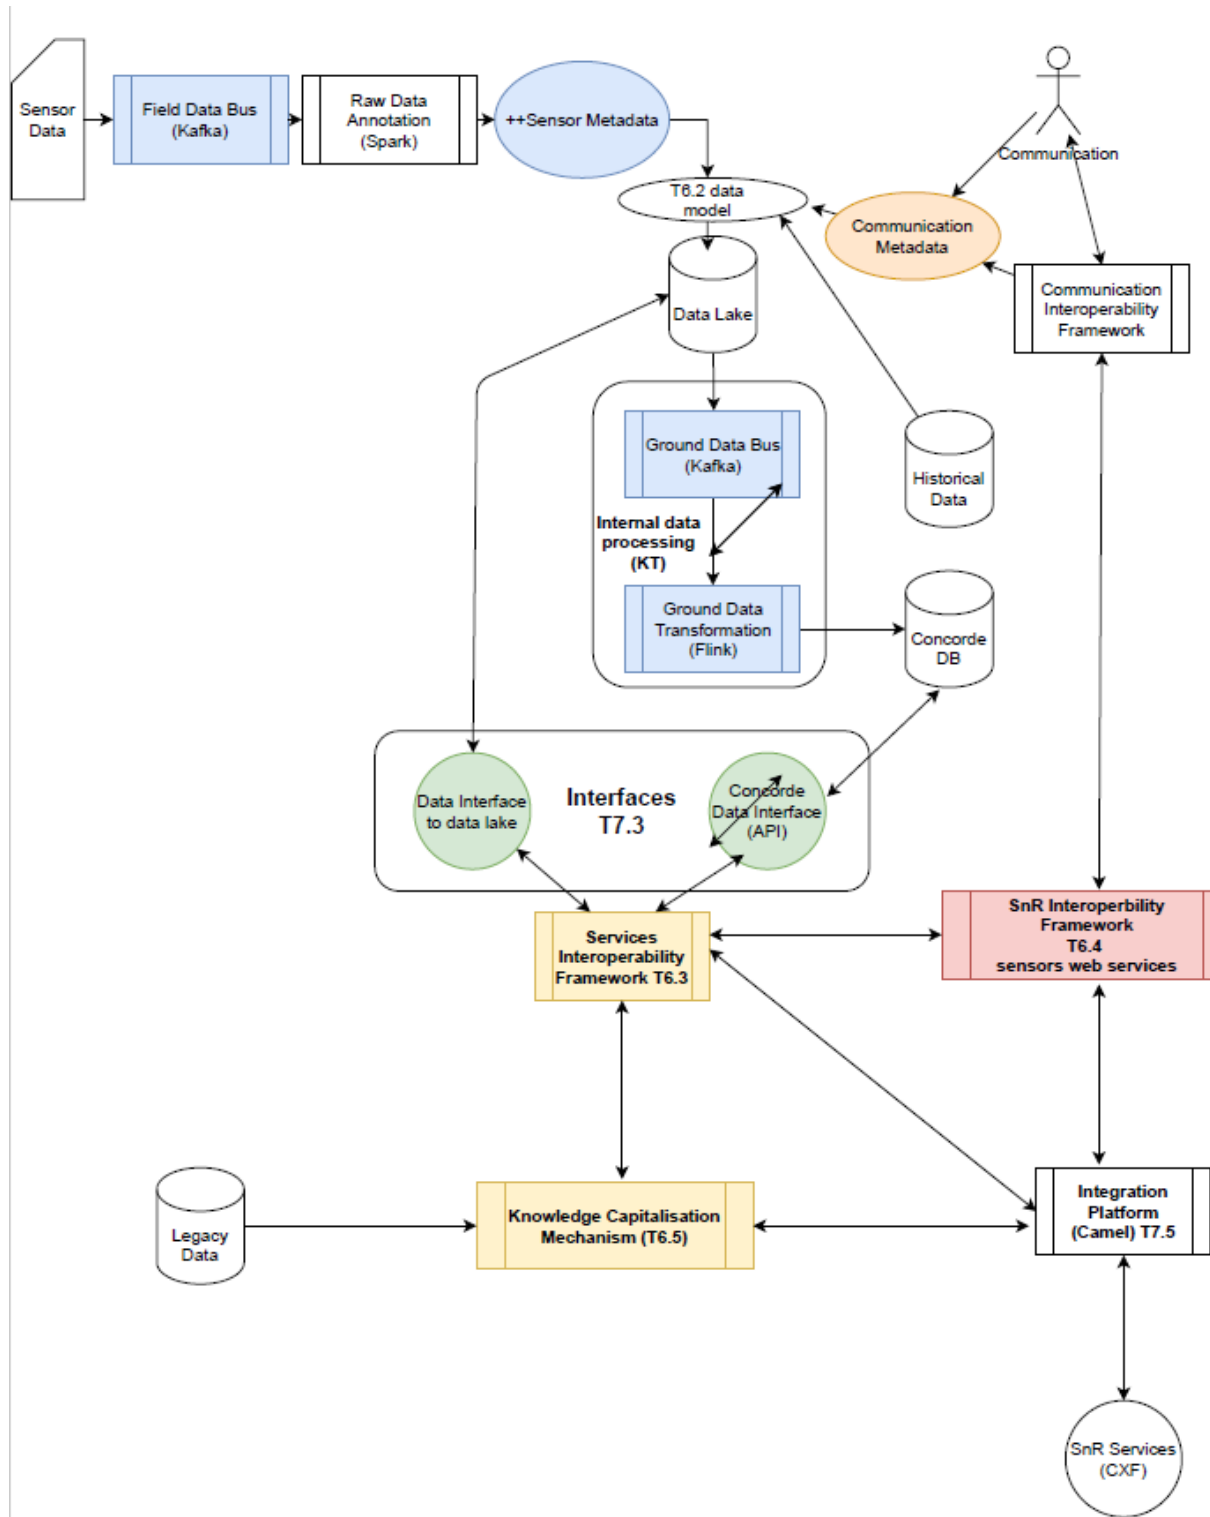 Sensor
Data
Field Data Bus
(Kafka)
Raw Data
Annotation
(Spark)
++Sensor Metadata
Communication
T6.2 data
model
Communication
Metadata
Communication
Interoperability
Framework
Data Lake
Ground Data Bus
(Kafka)
Historical
Data
Internal data
processing
(KT)
Ground Data
Transformation
(Flink)
Concorde
DB
Data Interface
to data lake
Interfaces
T7.3
Concorde
Data Interface
(API)
Services
Interoperability
Framework T6.3
SnR Interoperbility
Framework
T6.4
sensors web services
Legacy
Data
Knowledge Capitalisation
Mechanism (T6.5)
Integration
Platform
(Camel) T7.5
SnR Services
(CXF)